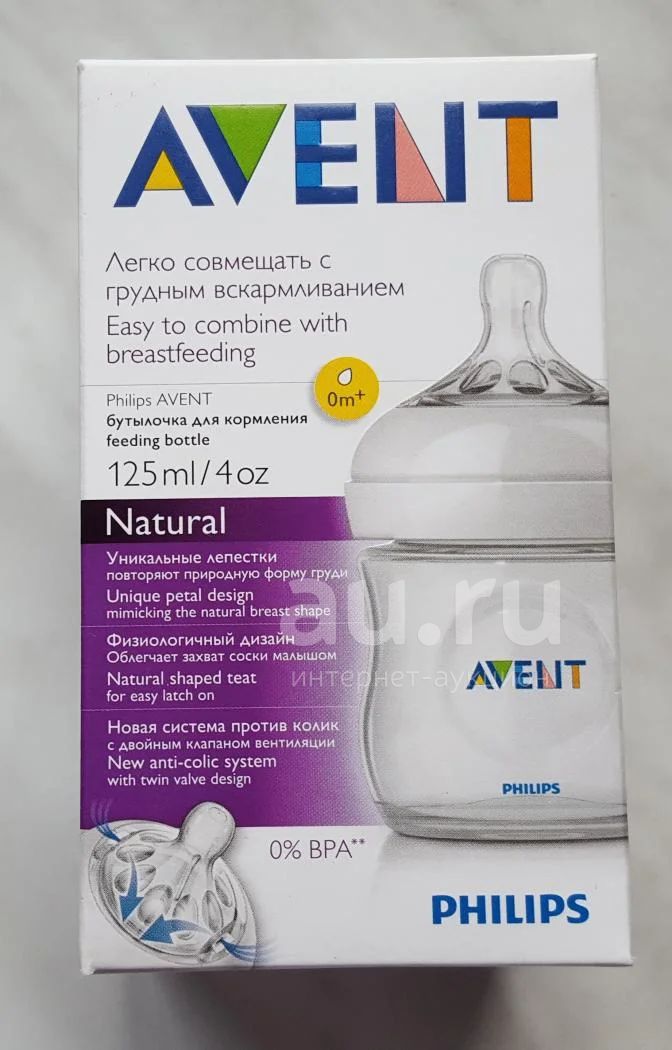 AVENT
Легко совмещать с
грудным вскармливанием
Easy to combine with
breastfeeding
Philips AVENT
бутылочка для кормления
feeding bottle
125ml/4oz
0m+
Natural
Уникальные лепестки
повторяют природную форму груди
Unique petal design
mimicking the natural breast shape
Физиологичный дизайн
Облегчает захват соски малышом
Natural shaped teat
for easy latch on
Новая система против колик
с двойным клапаном вентиляции
New anti-colic system
with twin valve design
0% BPA**
AVENT
PHILIPS
PHILIPS
au.ru
интернет-аукцион